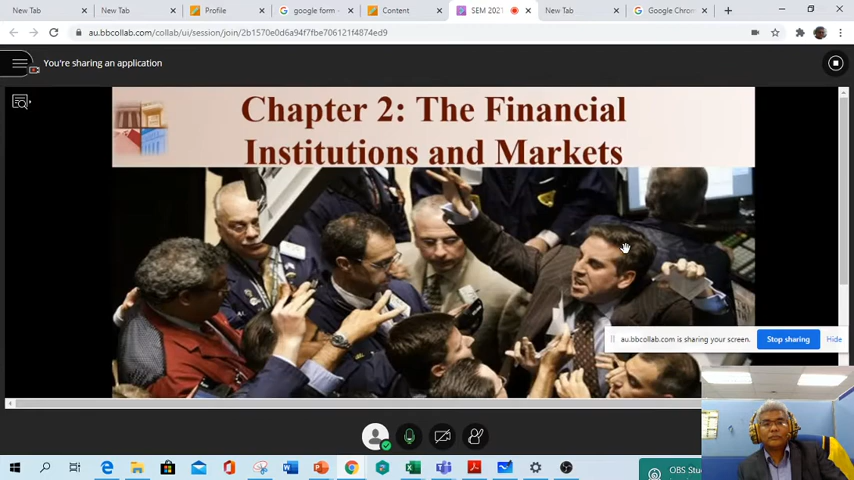 New Tab
New Tab
Profile
google form -
Content
SEM 2021
New Tab
Google Chrom
au.bbcollab.com/collab/ui/session/join/2b1570e0d6a94f7fbe706121f4874ed9
You're sharing an application
Chapter 2: The Financial
Institutions and Markets
au.bbcollab.com is sharing your screen.
Stop sharing
Hide
OBS Stu